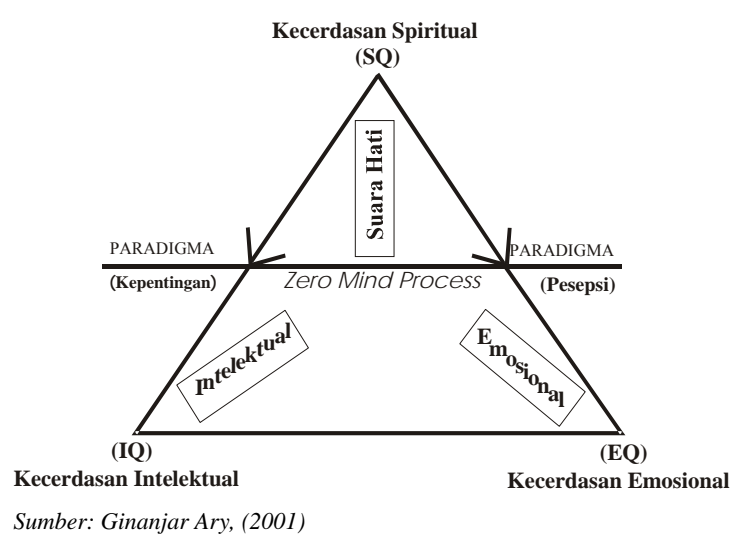 Kecerdasan Spiritual
(SQ)
Suara Hati
PARADIGMA
PARADIGMA
(Kepentingan)
Zero Mind Process
(Pesepsi)
Intelektual
Emosional
(IQ)
(EQ)
Kecerdasan Intelektual
Kecerdasan Emosional
Sumber: Ginanjar Ary, (2001)